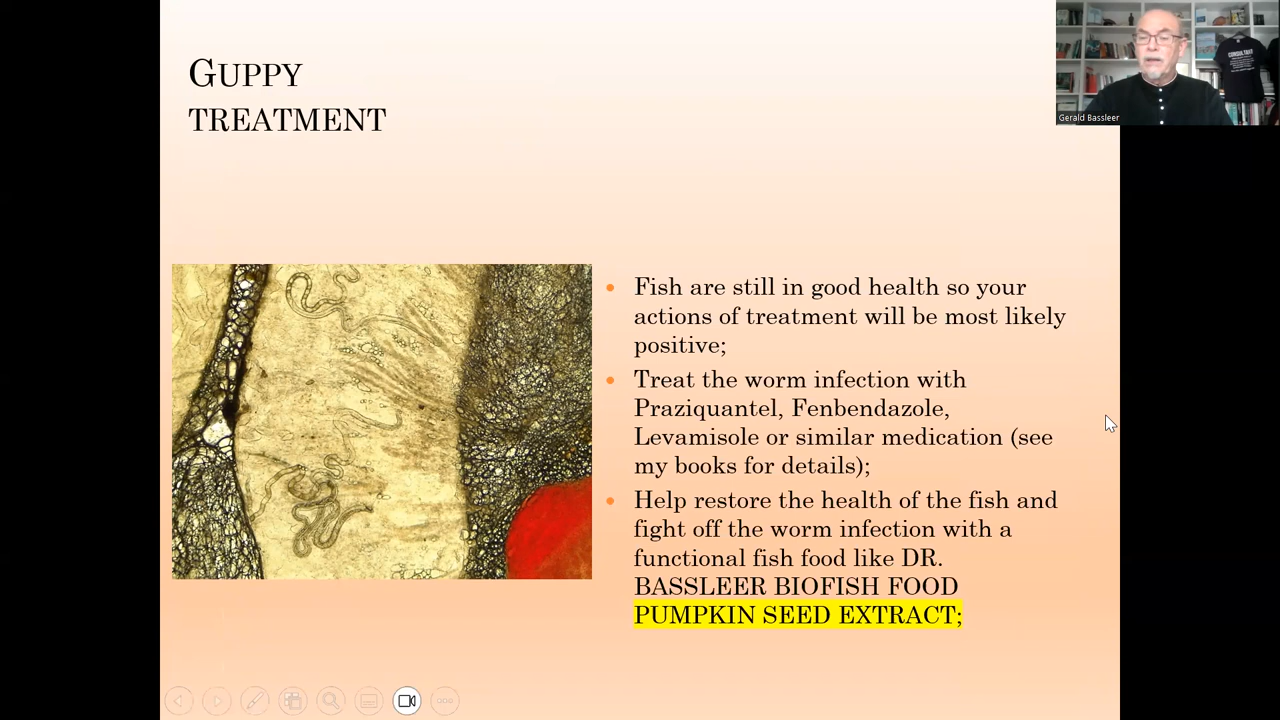 GUPPY
TREATMENT
Gerald Bassleer
CONSULTANT
Fish are still in good health so your
actions of treatment will be most likely
positive;
Treat the worm infection with
Praziquantel, Fenbendazole,
Levamisole or similar medication (see
my books for details);
Help restore the health of the fish and
fight off the worm infection with a
functional fish food like DR.
BASSLEER BIOFISH FOOD
PUMPKIN SEED EXTRACT;